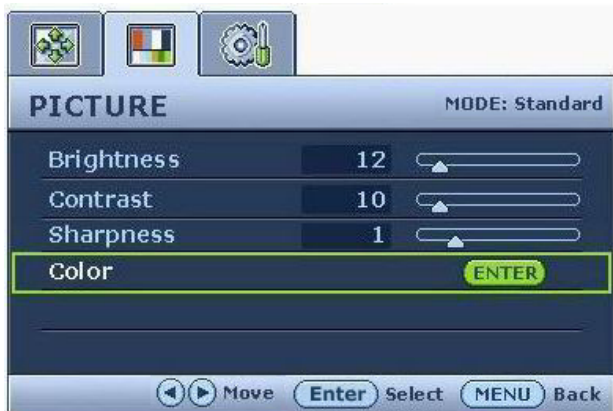 PICTURE MODE: Standard
Brightness 12
Contrast 10
Sharpness 1
Color ENTER
Move Enter Select MENU Back